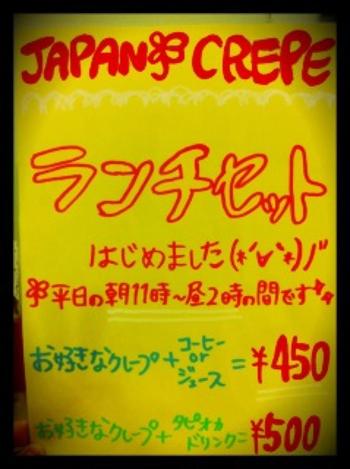 JAPAN CREPE
ランチセット
はじめました(*´∀`*)ノ
平日の朝11時〜昼2時の間です
お好きなクレープ+コーヒーorジュース=¥450
お好きなクレープ+タピオカドリンク=¥500